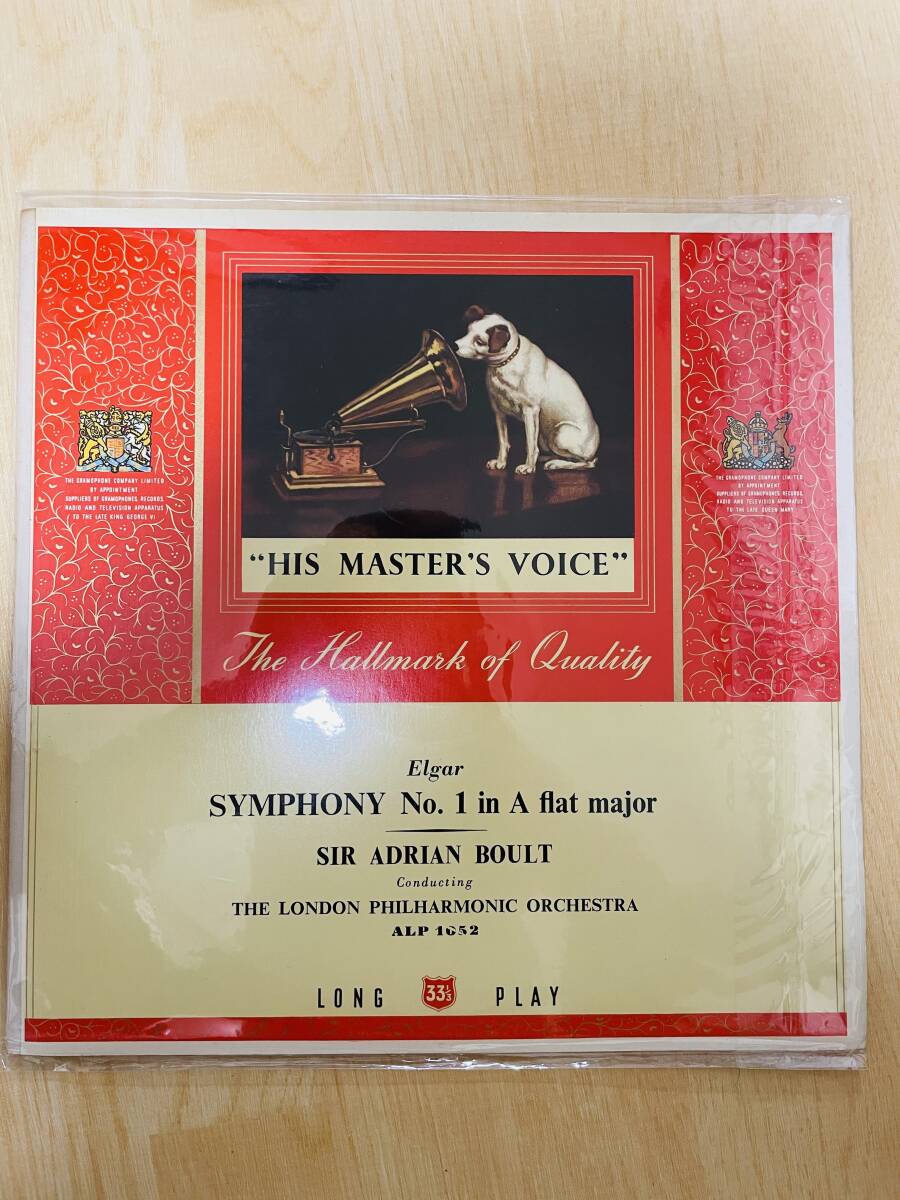 THE GRAMOPHONE COMPANY LIMITED
BY APPOINTMENT
SUPPLIERS OF GRAMOPHONES, RECORDS,
RADIO AND TELEVISION APPARATUS
TO THE LATE KING GEORGE VI
THE GRAMOPHONE COMPANY LIMITED
BY APPOINTMENT
SUPPLIERS OF GRAMOPHONES, RECORDS,
RADIO AND TELEVISION APPARATUS
TO THE LATE QUEEN MARY
“HIS MASTER'S VOICE”
The Hallmark of Quality
Elgar
SYMPHONY No. 1 in A flat major
SIR ADRIAN BOULT
Conducting
THE LONDON PHILHARMONIC ORCHESTRA
ALP 1052
LONG 33⅓ PLAY